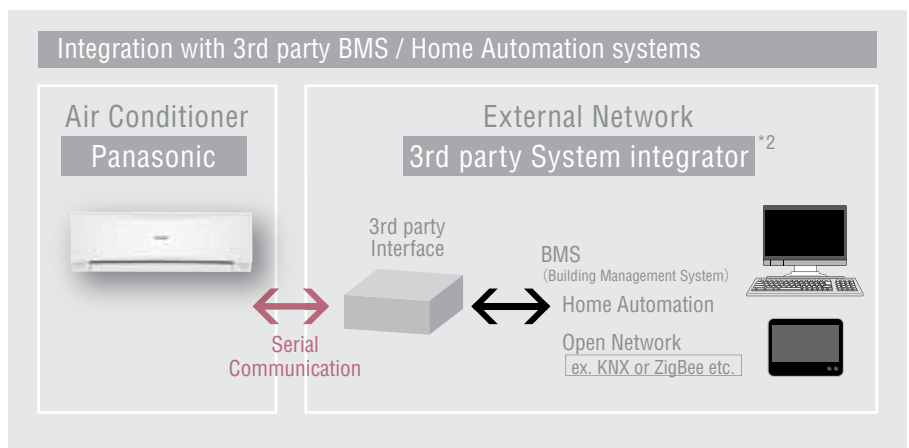 Integration with 3rd party BMS / Home Automation systems
Air Conditioner
Panasonic
External Network
3rd party System integrator *2
3rd party
Interface
BMS
(Building Management System)
Home Automation
Serial
Communication
Open Network
ex. KNX or ZigBee etc.